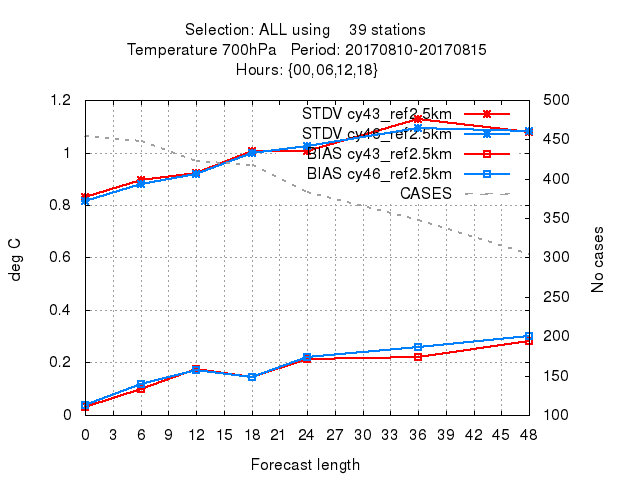 Selection: ALL using 39 stations
Temperature 700hPa Period: 20170810-20170815
Hours: {00,06,12,18}
1.2
1
0.8
0.6
0.4
0.2
0
deg C
STDV cy43_ref2.5km
STDV cy46_ref2.5km
BIAS cy43_ref2.5km
BIAS cy46_ref2.5km
CASES
500
450
400
350
300
250
200
150
100
No cases
0 3 6 9 12 15 18 21 24 27 30 33 36 39 42 45 48
Forecast length